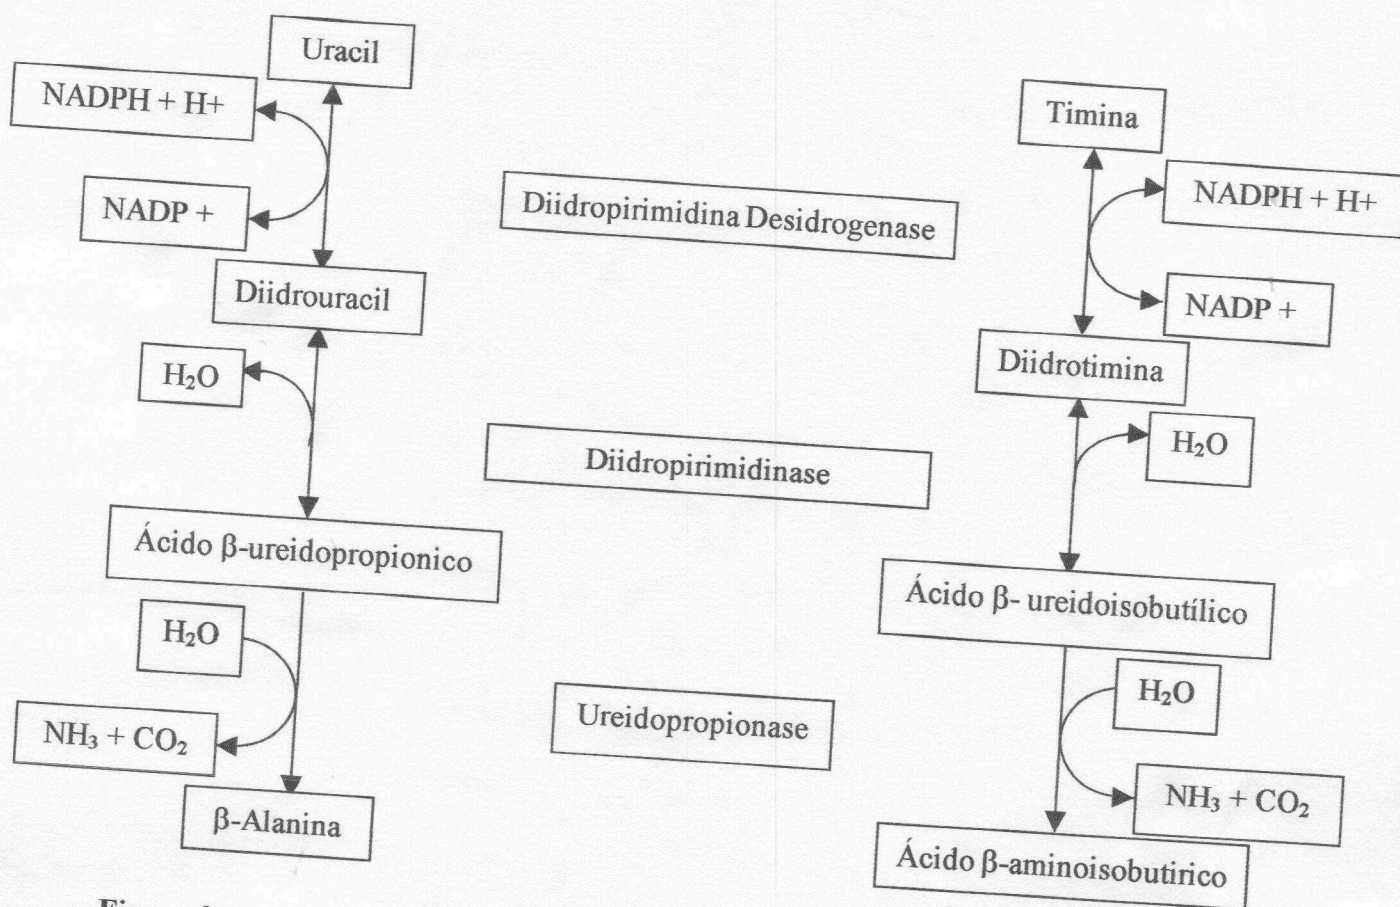 Uracil
NADPH + H+
NADP +
Diidrouracil
H₂O
Ácido β-ureidopropionico
H₂O
NH₃ + CO₂
β-Alanina
Diidropirimidina Desidrogenase
Diidropirimidinase
Ureidopropionase
Timina
NADPH + H+
NADP +
Diidrotimina
H₂O
Ácido β- ureidoisobutílico
H₂O
NH₃ + CO₂
Ácido β-aminoisobutirico